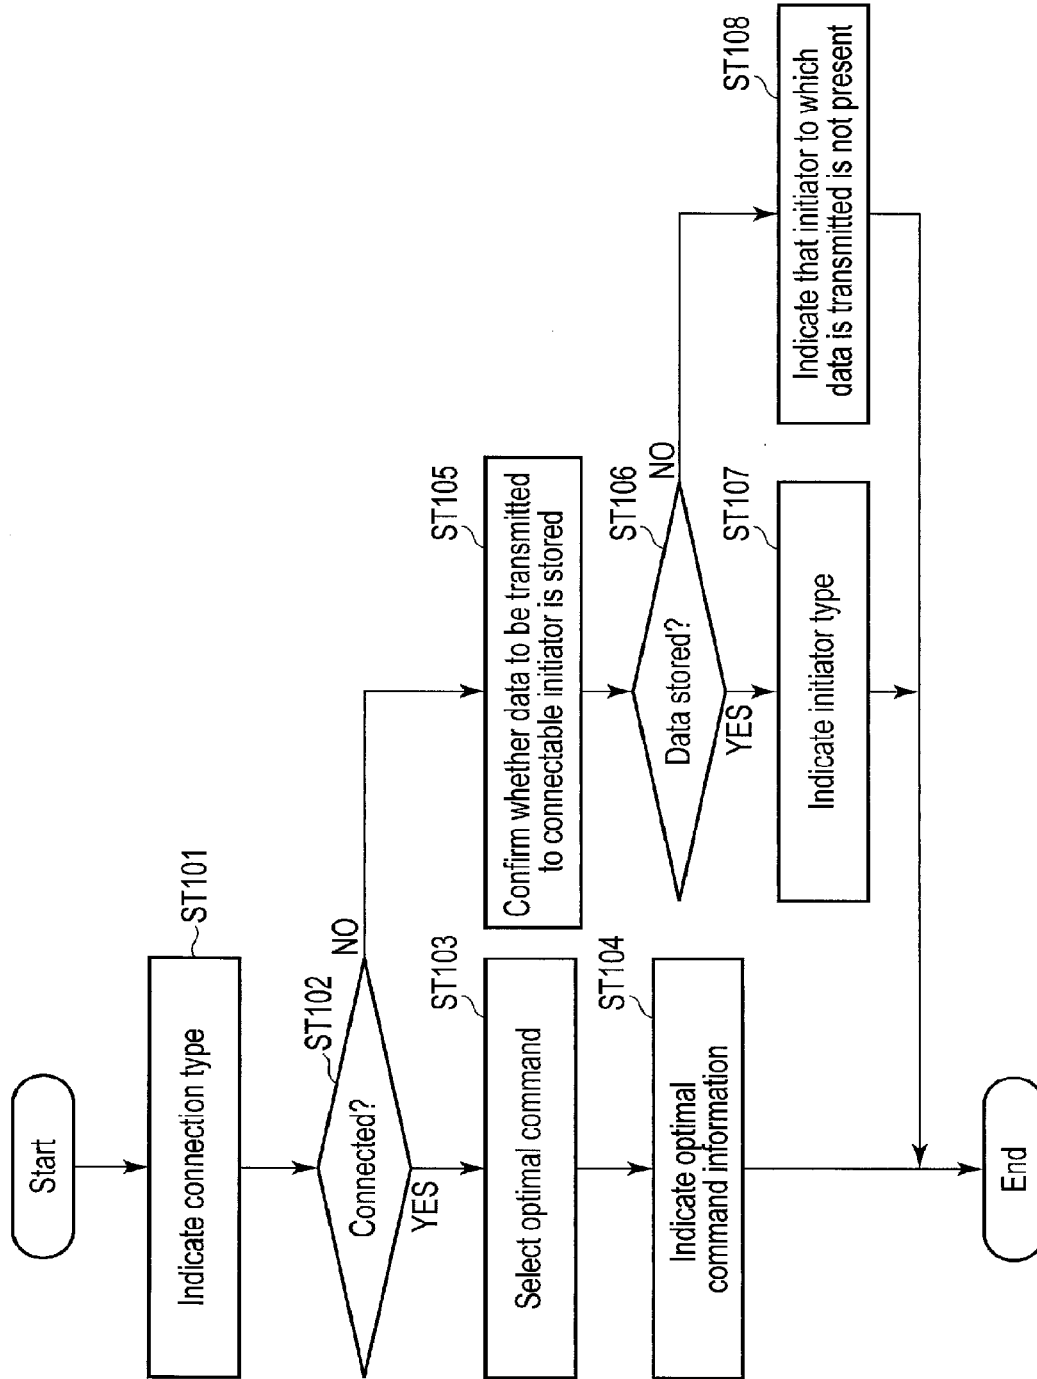 Start
Indicate connection type
ST101
Connected?
ST102
NO
YES
Select optimal command
ST103
Indicate optimal
command information
ST104
Confirm whether data to be transmitted
to connectable initiator is stored
ST105
Data stored?
ST106
NO
YES
Indicate initiator type
ST107
Indicate that initiator to which
data is transmitted is not present
ST108
End